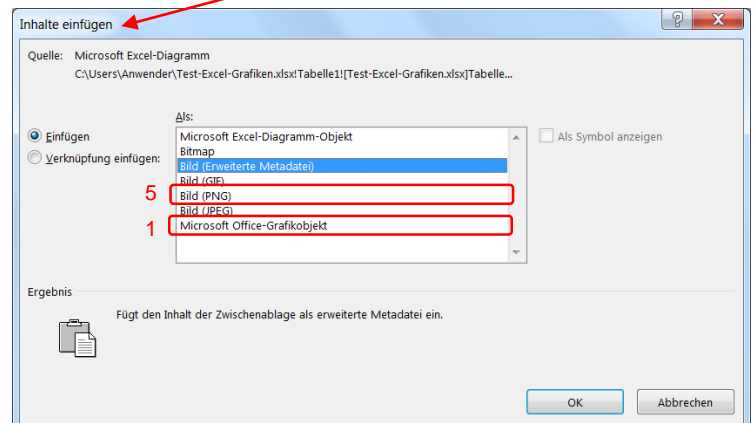 Inhalte einfügen
Quelle: Microsoft Excel-Diagramm
C:\Users\Anwender\Test-Excel-Grafiken.xlsx!Tabelle1![Test-Excel-Grafiken.xlsx]Tabelle...
Als:
Einfügen
Verknüpfung einfügen:
Microsoft Excel-Diagramm-Objekt
Bitmap
Bild (Erweiterte Metadatei)
Bild (GIF)
5 Bild (PNG)
Bild (JPEG)
1 Microsoft Office-Grafikobjekt
Als Symbol anzeigen
Ergebnis
Fügt den Inhalt der Zwischenablage als erweiterte Metadatei ein.
OK Abbrechen